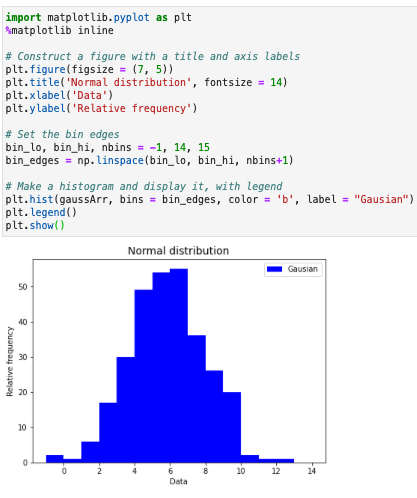 import matplotlib.pyplot as plt
%matplotlib inline
# Construct a figure with a title and axis labels
plt.figure(figsize = (7, 5))
plt.title('Normal distribution', fontsize = 14)
plt.xlabel('Data')
plt.ylabel('Relative frequency')
# Set the bin edges
bin_lo, bin_hi, nbins = -1, 14, 15
bin_edges = np.linspace(bin_lo, bin_hi, nbins+1)
# Make a histogram and display it, with legend
plt.hist(gaussArr, bins = bin_edges, color = 'b', label = "Gausian")
plt.legend()
plt.show()
Normal distribution
Gausian
50
40
30
20
10
0
Relative frequency
0 2 4 6 8 10 12 14
Data